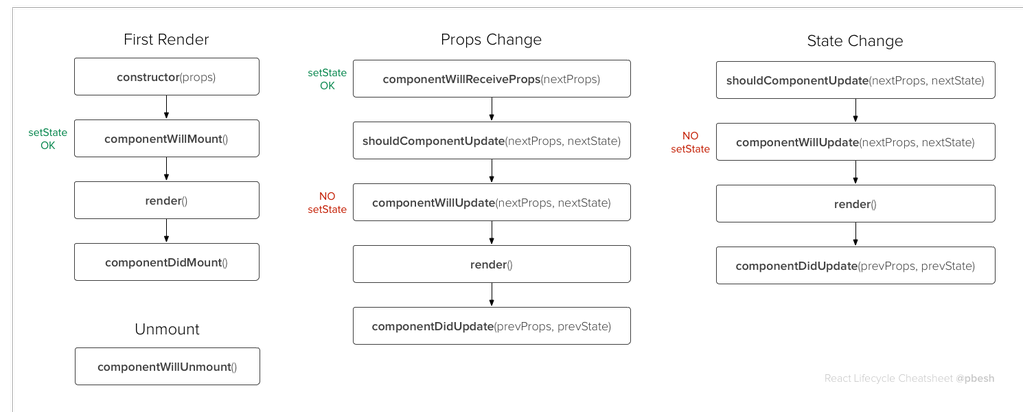 First Render
constructor(props)
setState
OK
componentWillMount()
render()
componentDidMount()
Unmount
componentWillUnmount()
Props Change
setState
OK
componentWillReceiveProps(nextProps)
shouldComponentUpdate(nextProps, nextState)
NO
setState
componentWillUpdate(nextProps, nextState)
render()
componentDidUpdate(prevProps, prevState)
State Change
shouldComponentUpdate(nextProps, nextState)
NO
setState
componentWillUpdate(nextProps, nextState)
render()
componentDidUpdate(prevProps, prevState)
React Lifecycle Cheatsheet @pbesh